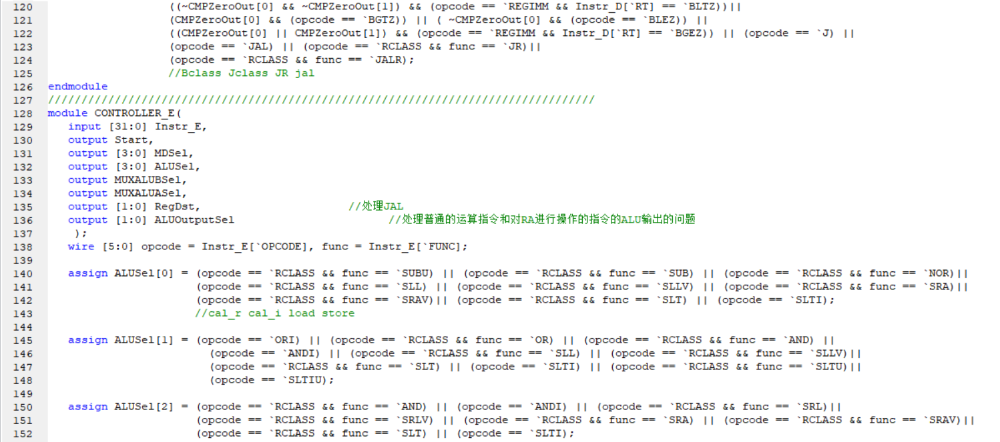 120 ((~CMPZeroOut[0] && ~CMPZeroOut[1]) && (opcode == `REGIMM && Instr_D[`RT] == `BLTZ))||
121 (CMPZeroOut[0] && (opcode == `BGTZ)) || ( ~CMPZeroOut[0] && (opcode == `BLEZ)) ||
122 ((CMPZeroOut[0] || CMPZeroOut[1]) && (opcode == `REGIMM && Instr_D[`RT] == `BGEZ)) || (opcode == `J) ||
123 (opcode == `JAL) || (opcode == `RCLASS && func == `JR)||
124 (opcode == `RCLASS && func == `JALR);
125 //Bclass Jclass JR jal
126 endmodule
127 //////////////////////////////////////////////////////////////////////////////////
128 module CONTROLLER_E(
129 input [31:0] Instr_E,
130 output Start,
131 output [3:0] MDSel,
132 output [3:0] ALUSel,
133 output MUXALUBSel,
134 output MUXALUASel,
135 output [1:0] RegDst, //处理JAL
136 output [1:0] ALUOutputSel //处理普通的运算指令和对RA进行操作的指令的ALU输出的问题
137 );
138 wire [5:0] opcode = Instr_E[`OPCODE], func = Instr_E[`FUNC];
139
140 assign ALUSel[0] = (opcode == `RCLASS && func == `SUBU) || (opcode == `RCLASS && func == `SUB) || (opcode == `RCLASS && func == `NOR)||
141 (opcode == `RCLASS && func == `SLL) || (opcode == `RCLASS && func == `SLLV) || (opcode == `RCLASS && func == `SRA)||
142 (opcode == `RCLASS && func == `SRAV)|| (opcode == `RCLASS && func == `SLT) || (opcode == `SLTI);
143 //cal_r cal_i load store
144
145 assign ALUSel[1] = (opcode == `ORI) || (opcode == `RCLASS && func == `OR) || (opcode == `RCLASS && func == `AND) ||
146 (opcode == `ANDI) || (opcode == `RCLASS && func == `SLL) || (opcode == `RCLASS && func == `SLLV)||
147 (opcode == `RCLASS && func == `SLT) || (opcode == `SLTI) || (opcode == `RCLASS && func == `SLTU)||
148 (opcode == `SLTIU);
149
150 assign ALUSel[2] = (opcode == `RCLASS && func == `AND) || (opcode == `ANDI) || (opcode == `RCLASS && func == `SRL)||
151 (opcode == `RCLASS && func == `SRLV) || (opcode == `RCLASS && func == `SRA) || (opcode == `RCLASS && func == `SRAV)||
152 (opcode == `RCLASS && func == `SLT) || (opcode == `SLTI);